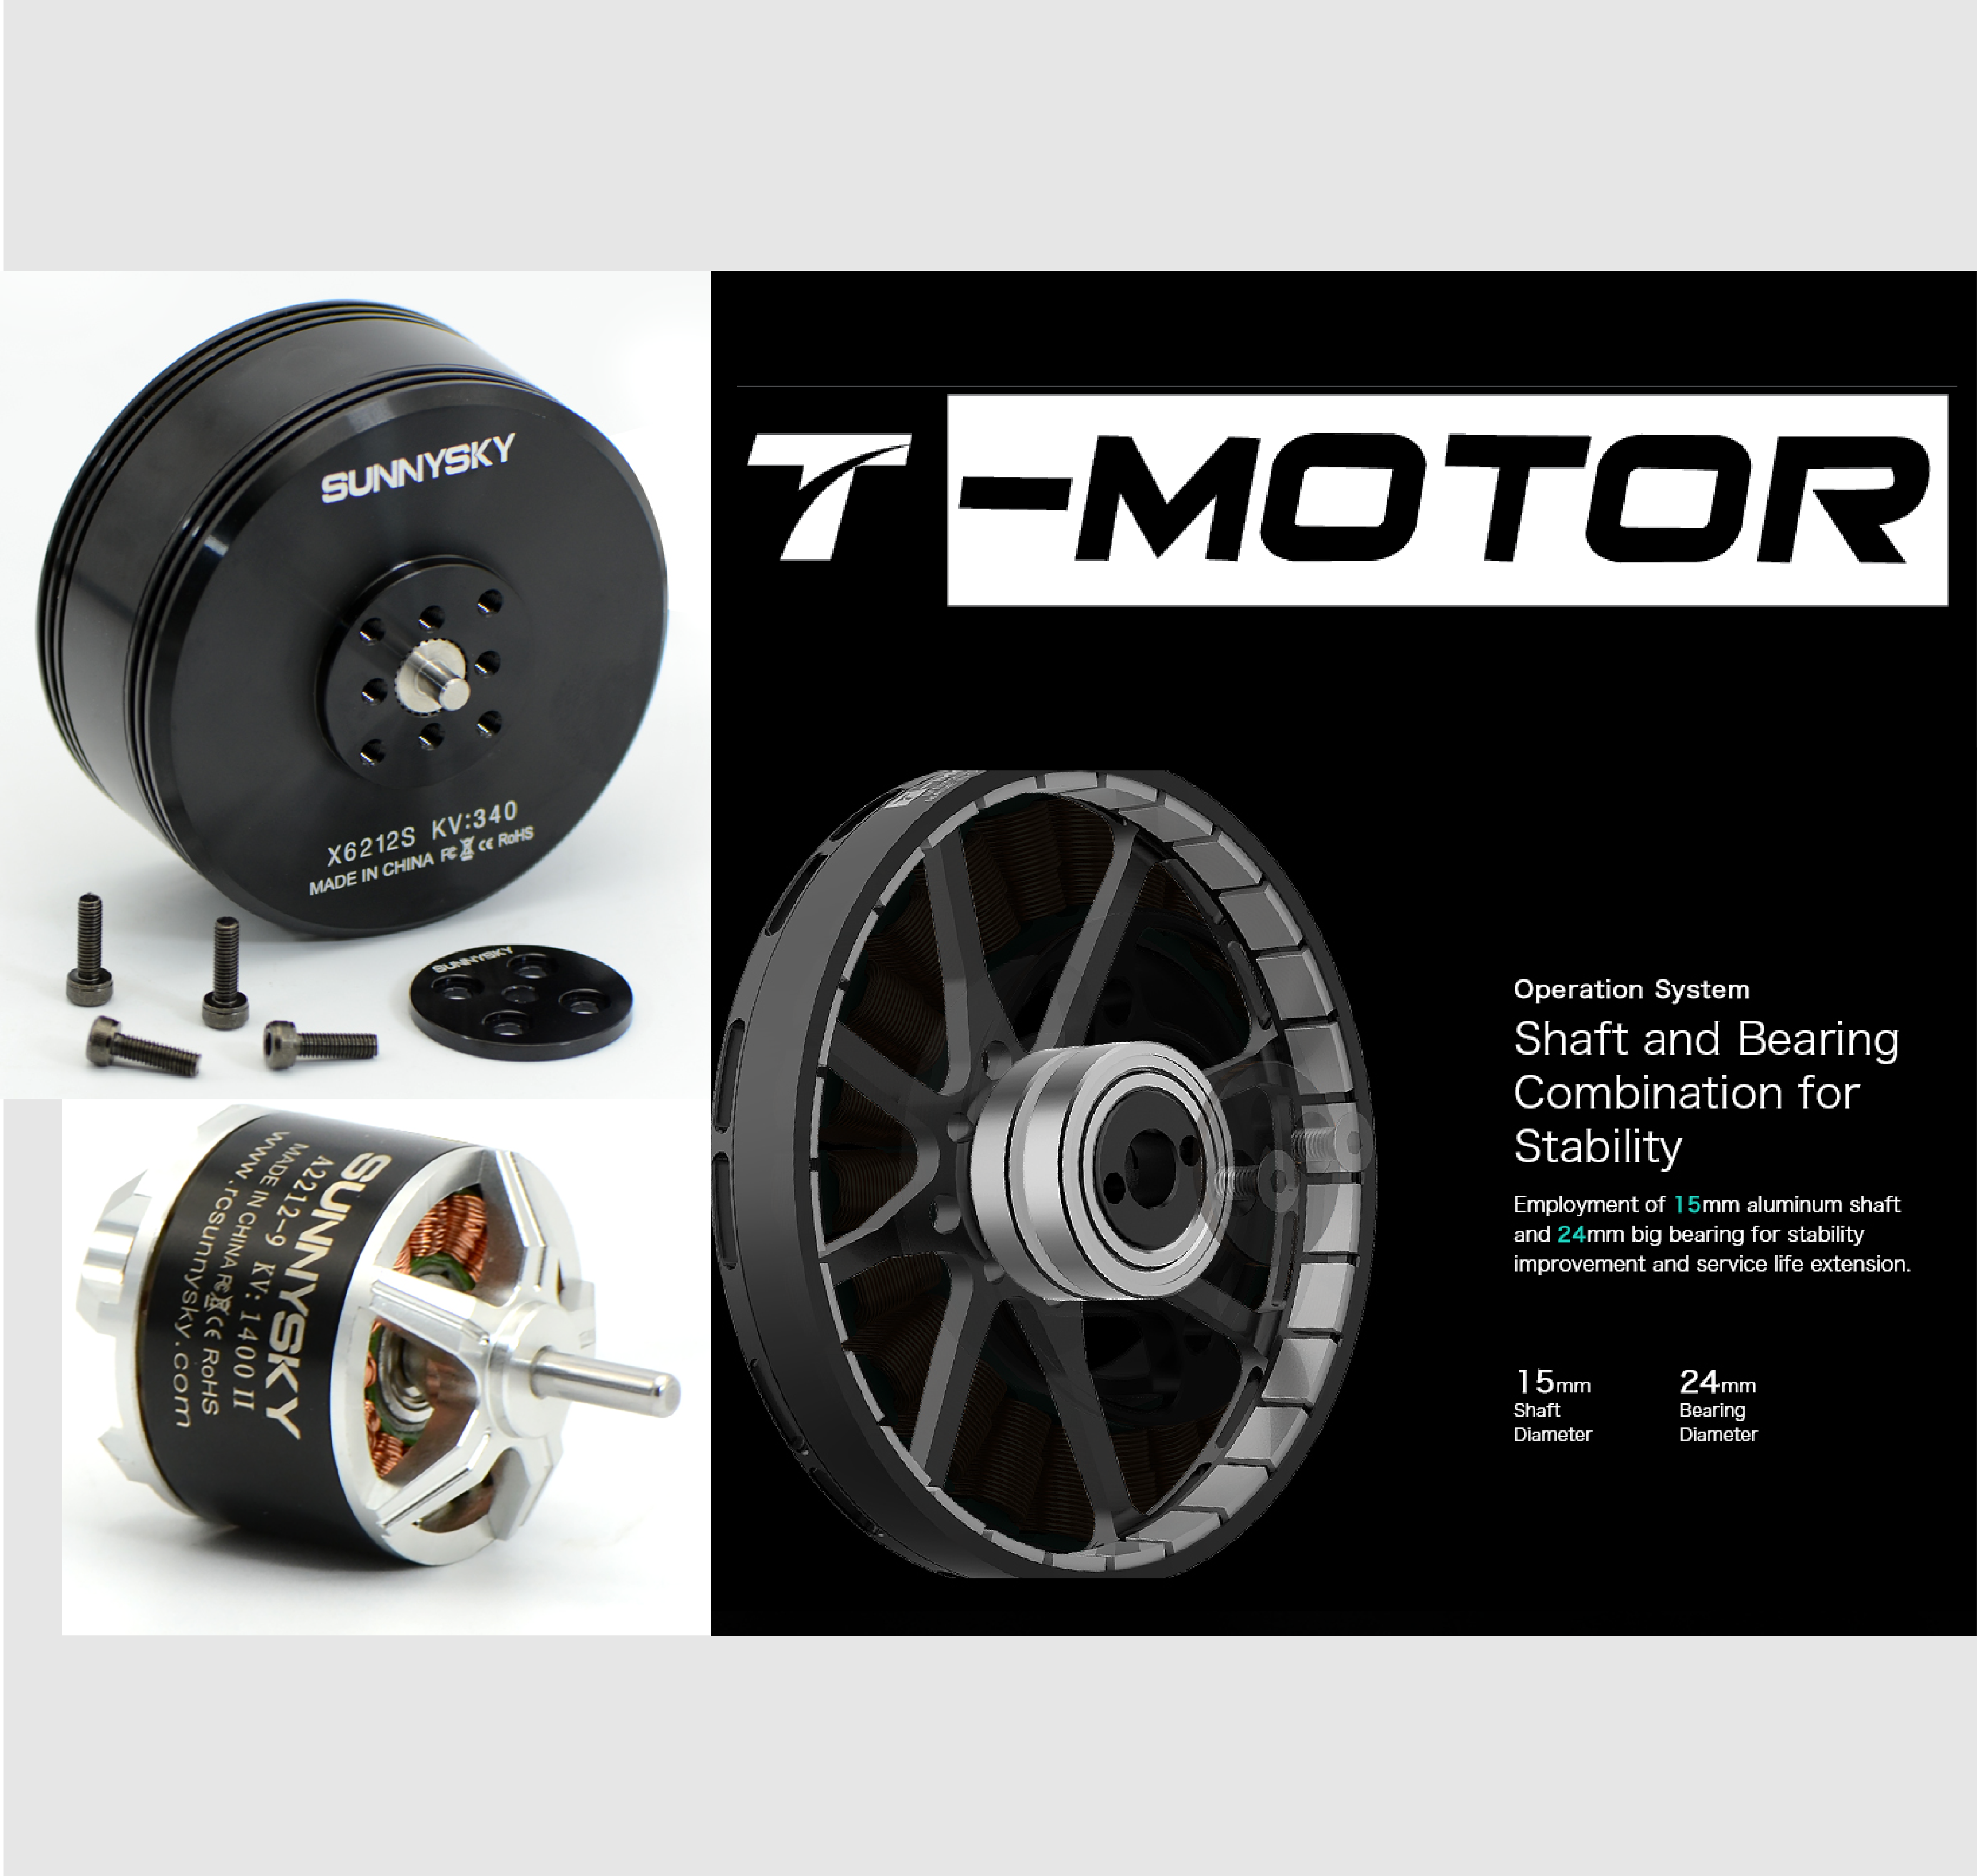 SUNNYSKY
X6212S KV:340
MADE IN CHINA FC CE RoHS
SUNNYSKY
SUNNYSKY
A2212-9 KV: 1400 II
MADE IN CHINA FC CE RoHS
www.rcsunnysky.com
T-MOTOR
Operation System
Shaft and Bearing
Combination for
Stability
Employment of 15mm aluminum shaft
and 24mm big bearing for stability
improvement and service life extension.
15mm
Shaft
Diameter
24mm
Bearing
Diameter